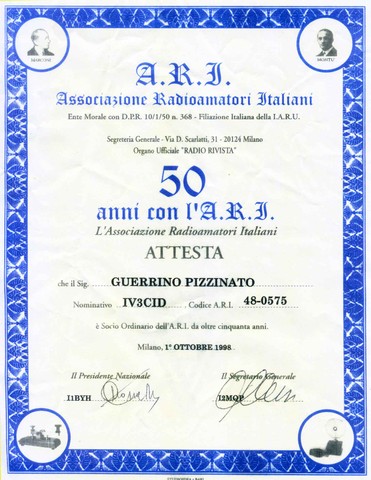 MARCONI
MONTÙ
A.R.I.
Associazione Radioamatori Italiani
Ente Morale con D.P.R. 10/1/50 n. 368 - Filiazione Italiana della I.A.R.U.
Segreteria Generale - Via D. Scarlatti, 31 - 20124 Milano
Organo Ufficiale "RADIO RIVISTA"
50
anni con l'A.R.I.
L'Associazione Radioamatori Italiani
ATTESTA
che il Sig. GUERRINO PIZZINATO
Nominativo IV3CID Codice A.R.I. 48-0575
è Socio Ordinario dell'A.R.I. da oltre cinquanta anni.
Milano, 1° OTTOBRE 1998
Il Presidente Nazionale Il Segretario Generale
I1BYH I2MQP